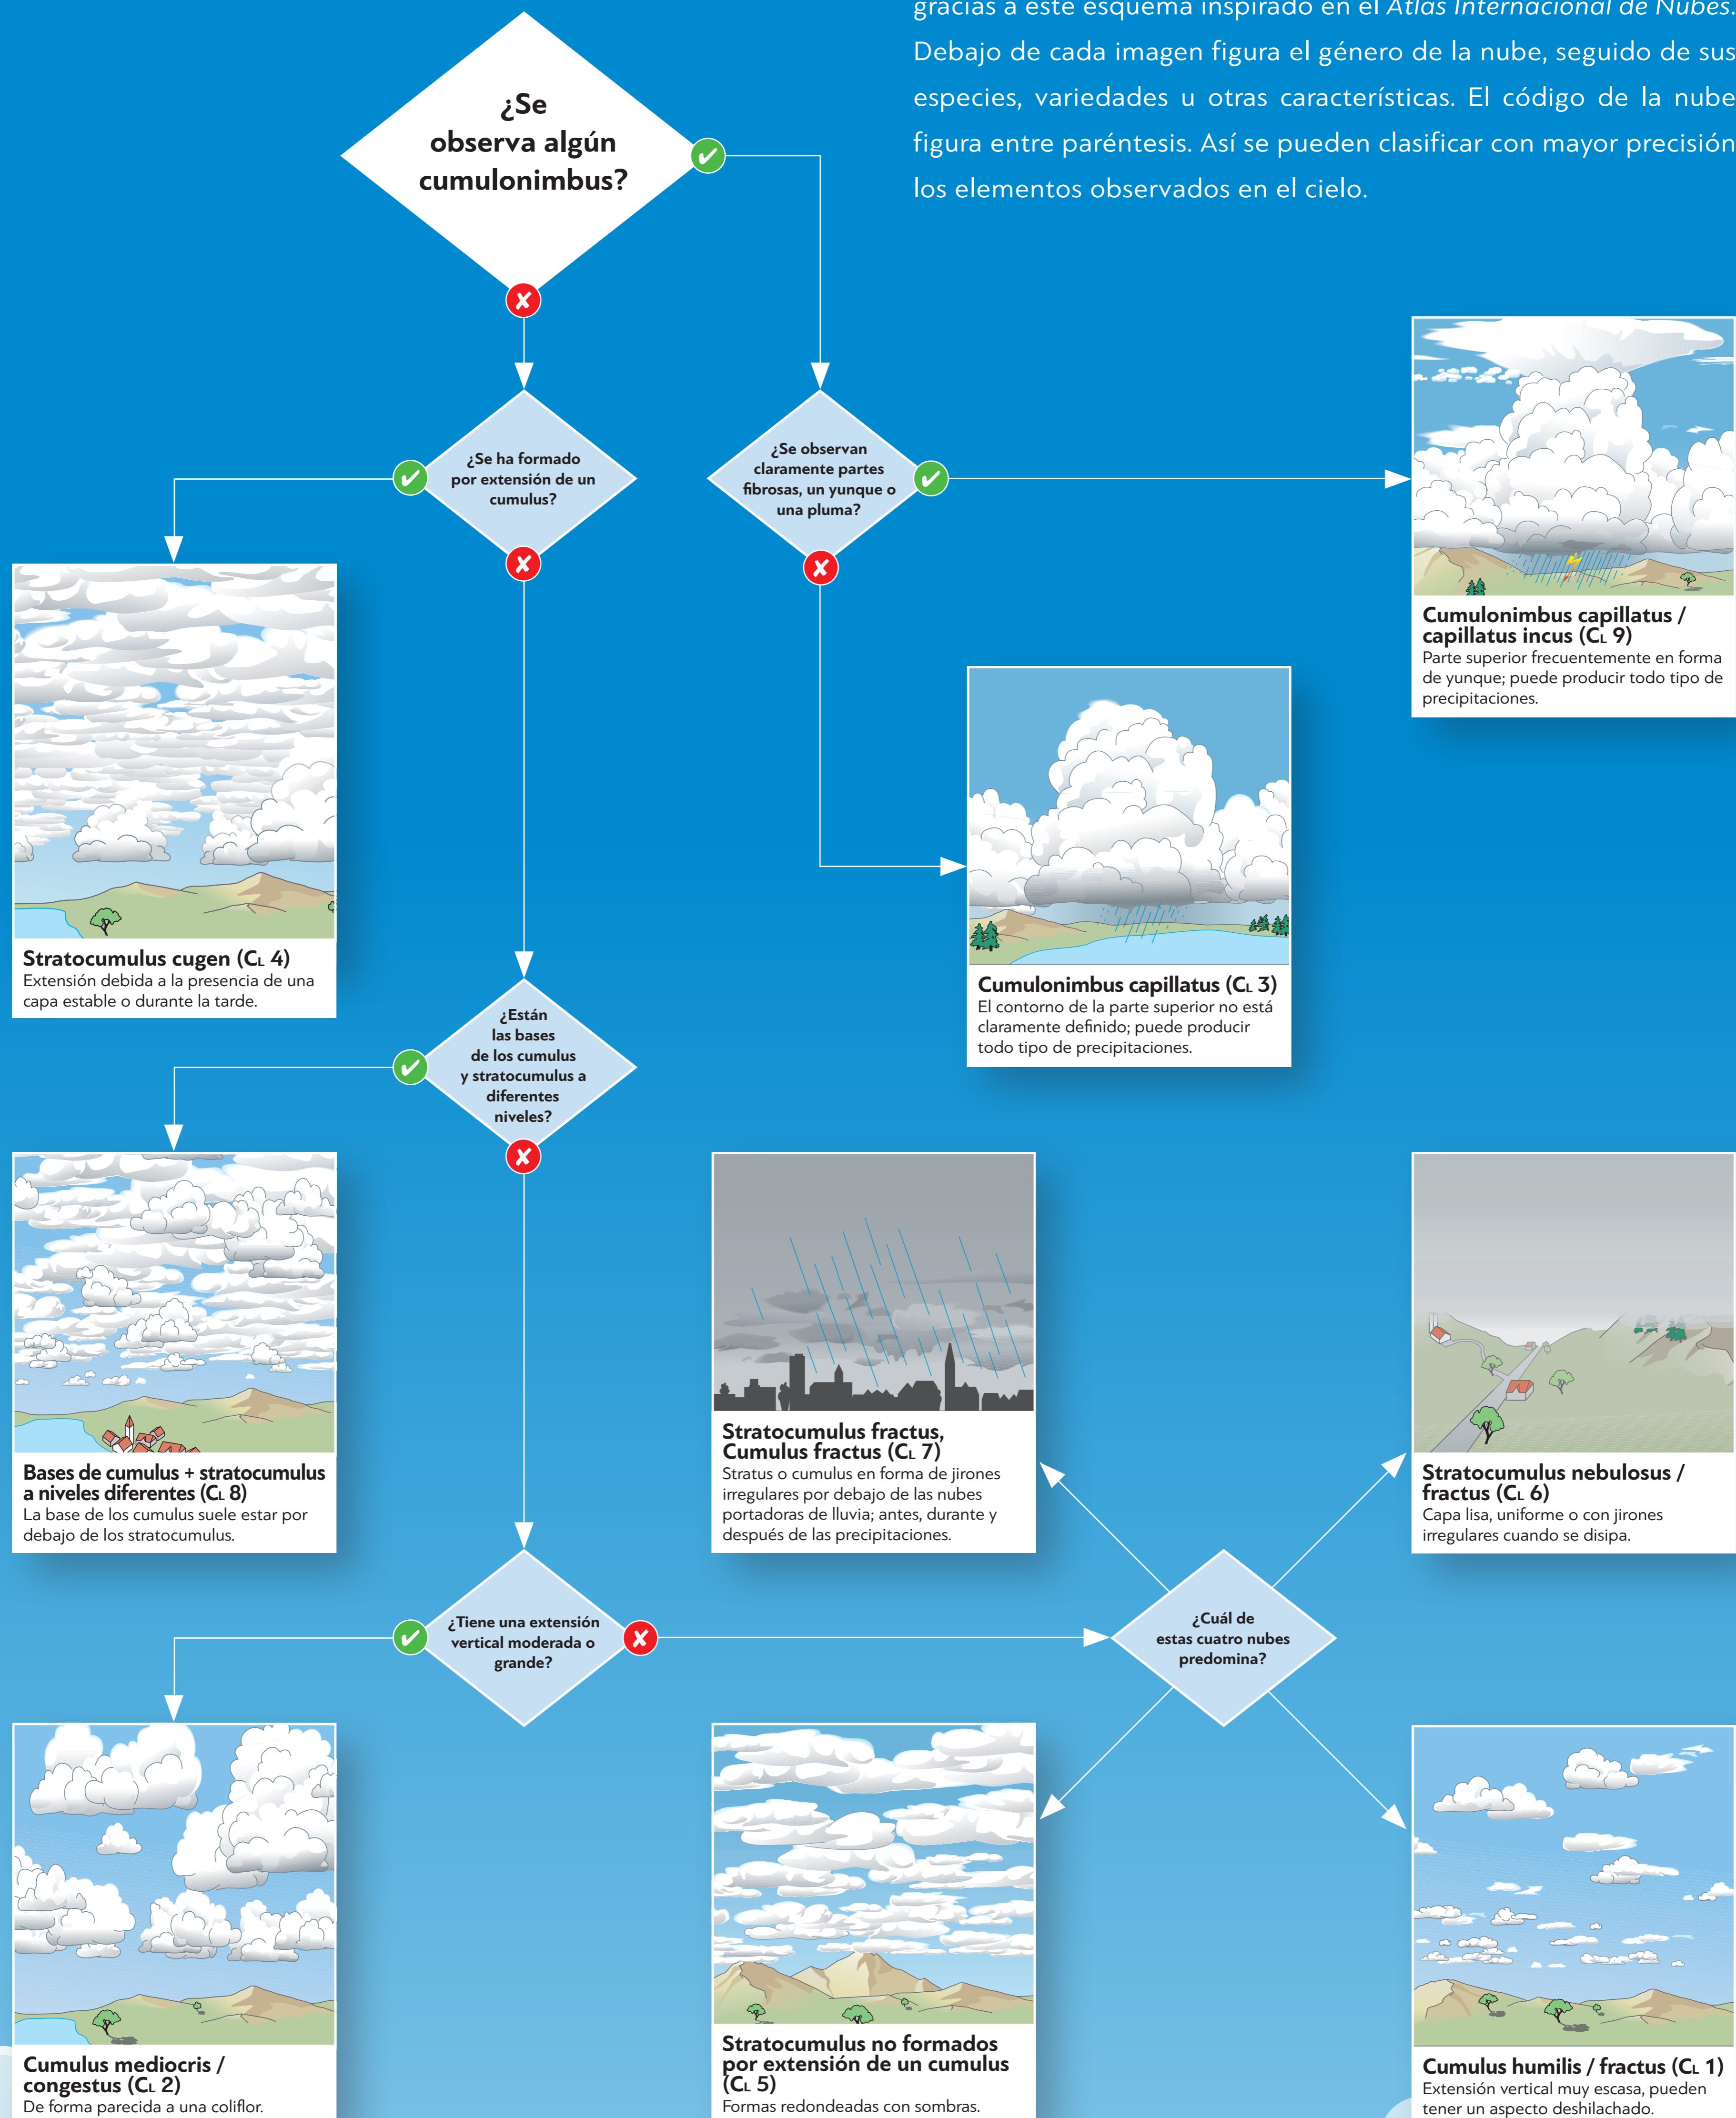 gracias a este esquema inspirado en el Atlas Internacional de Nubes.
Debajo de cada imagen figura el género de la nube, seguido de sus
especies, variedades u otras características. El código de la nube
figura entre paréntesis. Así se pueden clasificar con mayor precisión
los elementos observados en el cielo.
¿Se
observa algún
cumulonimbus?
¿Se ha formado
por extensión de un
cumulus?
¿Se observan
claramente partes
fibrosas, un yunque o
una pluma?
Cumulonimbus capillatus /
capillatus incus (CL 9)
Parte superior frecuentemente en forma
de yunque; puede producir todo tipo de
precipitaciones.
Stratocumulus cugen (CL 4)
Extensión debida a la presencia de una
capa estable o durante la tarde.
Cumulonimbus capillatus (CL 3)
El contorno de la parte superior no está
claramente definido; puede producir
todo tipo de precipitaciones.
¿Están
las bases
de los cumulus
y stratocumulus a
diferentes
niveles?
Bases de cumulus + stratocumulus
a niveles diferentes (CL 8)
La base de los cumulus suele estar por
debajo de los stratocumulus.
Stratocumulus fractus,
Cumulus fractus (CL 7)
Stratus o cumulus en forma de jirones
irregulares por debajo de las nubes
portadoras de lluvia; antes, durante y
después de las precipitaciones.
Stratocumulus nebulosus /
fractus (CL 6)
Capa lisa, uniforme o con jirones
irregulares cuando se disipa.
¿Tiene una extensión
vertical moderada o
grande?
¿Cuál de
estas cuatro nubes
predomina?
Cumulus mediocris /
congestus (CL 2)
De forma parecida a una coliflor.
Stratocumulus no formados
por extensión de un cumulus
(CL 5)
Formas redondeadas con sombras.
Cumulus humilis / fractus (CL 1)
Extensión vertical muy escasa, pueden
tener un aspecto deshilachado.